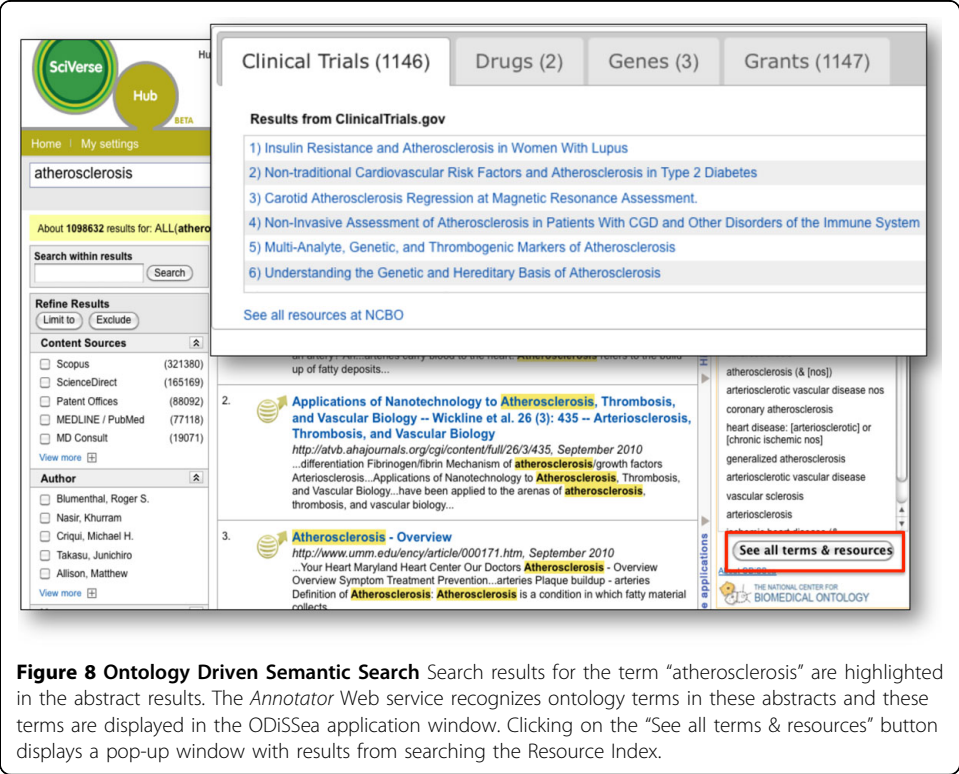 SciVerse
Hub
BETA
Hu
Home | My settings
atherosclerosis
About 1098632 results for: ALL(athero
Search within results
Search
Refine Results
Limit to Exclude
Content Sources
Scopus (321380)
ScienceDirect (165169)
Patent Offices (88092)
MEDLINE / PubMed (77118)
MD Consult (19071)
View more
Author
Blumenthal, Roger S.
Nasir, Khurram
Criqui, Michael H.
Takasu, Junichiro
Allison, Matthew
View more
Clinical Trials (1146) Drugs (2) Genes (3) Grants (1147)
Results from ClinicalTrials.gov
1) Insulin Resistance and Atherosclerosis in Women With Lupus
2) Non-traditional Cardiovascular Risk Factors and Atherosclerosis in Type 2 Diabetes
3) Carotid Atherosclerosis Regression at Magnetic Resonance Assessment.
4) Non-Invasive Assessment of Atherosclerosis in Patients With CGD and Other Disorders of the Immune System
5) Multi-Analyte, Genetic, and Thrombogenic Markers of Atherosclerosis
6) Understanding the Genetic and Hereditary Basis of Atherosclerosis
See all resources at NCBO
up of fatty deposits...
2. Applications of Nanotechnology to Atherosclerosis, Thrombosis,
and Vascular Biology -- Wickline et al. 26 (3): 435 -- Arteriosclerosis,
Thrombosis, and Vascular Biology
http://atvb.ahajournals.org/cgi/content/full/26/3/435, September 2010
...differentiation Fibrinogen/fibrin Mechanism of atherosclerosis/growth factors
Arteriosclerosis...Applications of Nanotechnology to Atherosclerosis, Thrombosis,
and Vascular Biology...have been applied to the arenas of atherosclerosis,
thrombosis, and vascular biology...
3. Atherosclerosis - Overview
http://www.umm.edu/ency/article/000171.htm, September 2010
...Your Heart Maryland Heart Center Our Doctors Atherosclerosis - Overview
Overview Symptom Treatment Prevention...arteries Plaque buildup - arteries
Definition of Atherosclerosis: Atherosclerosis is a condition in which fatty material
collects
e applications
atherosclerosis (& [nos])
arteriosclerotic vascular disease nos
coronary atherosclerosis
heart disease: [arteriosclerotic] or
[chronic ischemic nos]
generalized atherosclerosis
arteriosclerotic vascular disease
vascular sclerosis
arteriosclerosis
See all terms & resources
THE NATIONAL CENTER FOR
BIOMEDICAL ONTOLOGY
Figure 8 Ontology Driven Semantic Search Search results for the term “atherosclerosis” are highlighted
in the abstract results. The Annotator Web service recognizes ontology terms in these abstracts and these
terms are displayed in the ODiSSea application window. Clicking on the “See all terms & resources” button
displays a pop-up window with results from searching the Resource Index.